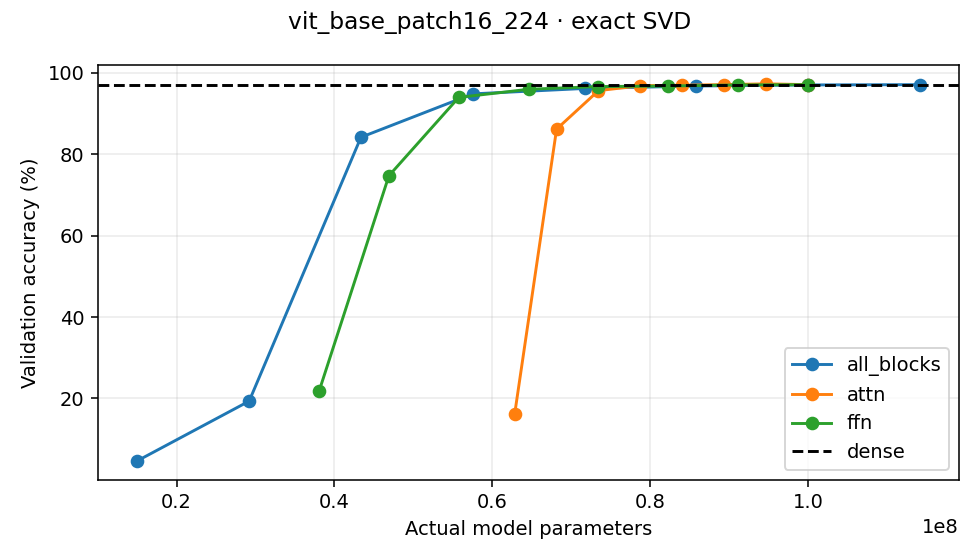 vit_base_patch16_224 · exact SVD
Validation accuracy (%)
100
80
60
40
20
all_blocks
attn
ffn
dense
0.2
0.4
0.6
0.8
1.0
1e8
Actual model parameters